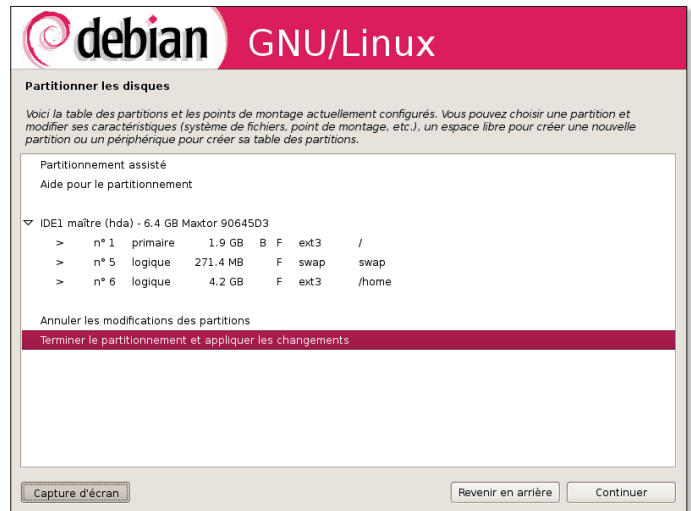 debian GNU/Linux
Partitionner les disques
Voici la table des partitions et les points de montage actuellement configurés. Vous pouvez choisir une partition et
modifier ses caractéristiques (système de fichiers, point de montage, etc.), un espace libre pour créer une nouvelle
partition ou un périphérique pour créer sa table des partitions.
Partitionnement assisté
Aide pour le partitionnement
IDE1 maître (hda) - 6.4 GB Maxtor 90645D3
> n° 1 primaire 1.9 GB B F ext3 /
> n° 5 logique 271.4 MB F swap swap
> n° 6 logique 4.2 GB F ext3 /home
Annuler les modifications des partitions
Terminer le partitionnement et appliquer les changements
Capture d'écran Revenir en arrière Continuer